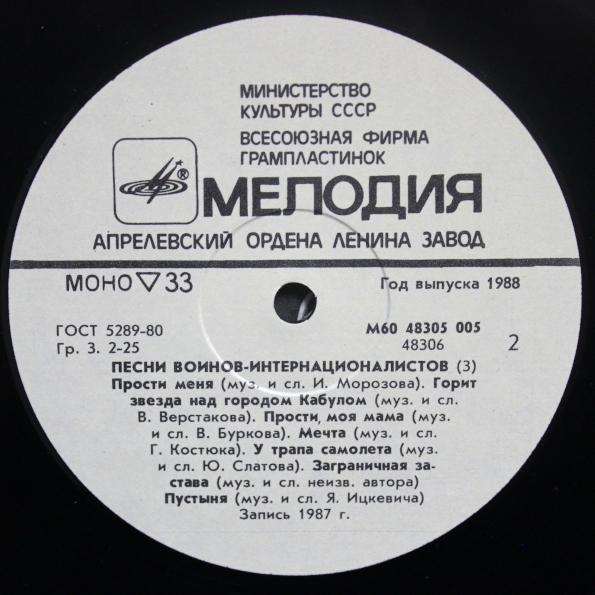 МИНИСТЕРСТВО
КУЛЬТУРЫ СССР
ВСЕСОЮЗНАЯ ФИРМА
ГРАМПЛАСТИНОК
®
МЕЛОДИЯ
АПРЕЛЕВСКИЙ ОРДЕНА ЛЕНИНА ЗАВОД
МОНО ▽ 33
Год выпуска 1988
ГОСТ 5289-80
М60 48305 005
Гр. 3. 2-25
48306
2
ПЕСНИ ВОИНОВ-ИНТЕРНАЦИОНАЛИСТОВ (3)
Прости меня (муз. и сл. И. Морозова). Горит
звезда над городом Кабулом (муз. и сл.
В. Верстакова). Прости, моя мама (муз.
и сл. В. Буркова). Мечта (муз. и сл.
Г. Костюка). У трапа самолета (муз.
и сл. Ю. Слатова). Заграничная за-
става (муз. и сл. неизв. автора)
Пустыня (муз. и сл. Я. Ицкевича)
Запись 1987 г.